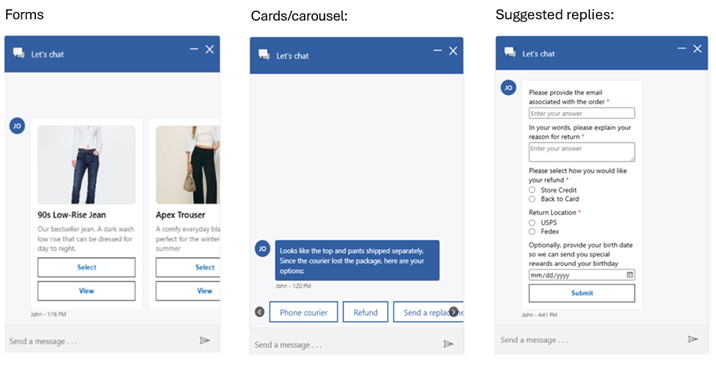 Forms
Let's chat
JO
90s Low-Rise Jean
Our bestseller jean. A dark wash
low rise that can be dressed for
day to night.
Select
View
Apex Trouser
A comfy everyday
perfect for the winter
summer
Select
View
John - 1:16 PM
Send a message . . .
Cards/carousel:
Let's chat
JO
Looks like the top and pants shipped separately.
Since the courier lost the package, here are your
options:
John - 1:20 PM
Phone courier
Refund
Send a
Send a message . . .
Suggested replies:
Let's chat
JO
Please provide the email
associated with the order *
Enter your answer
In your words, please explain your
reason for return *
Enter your answer
Please select how you would like
your refund *
Store Credit
Back to Card
Return Location *
USPS
Fedex
Optionally, provide your birth date
so we can send you special
rewards around your birthday
mm/dd/yyyy
Submit
John - 4:41 PM
Send a message . . .